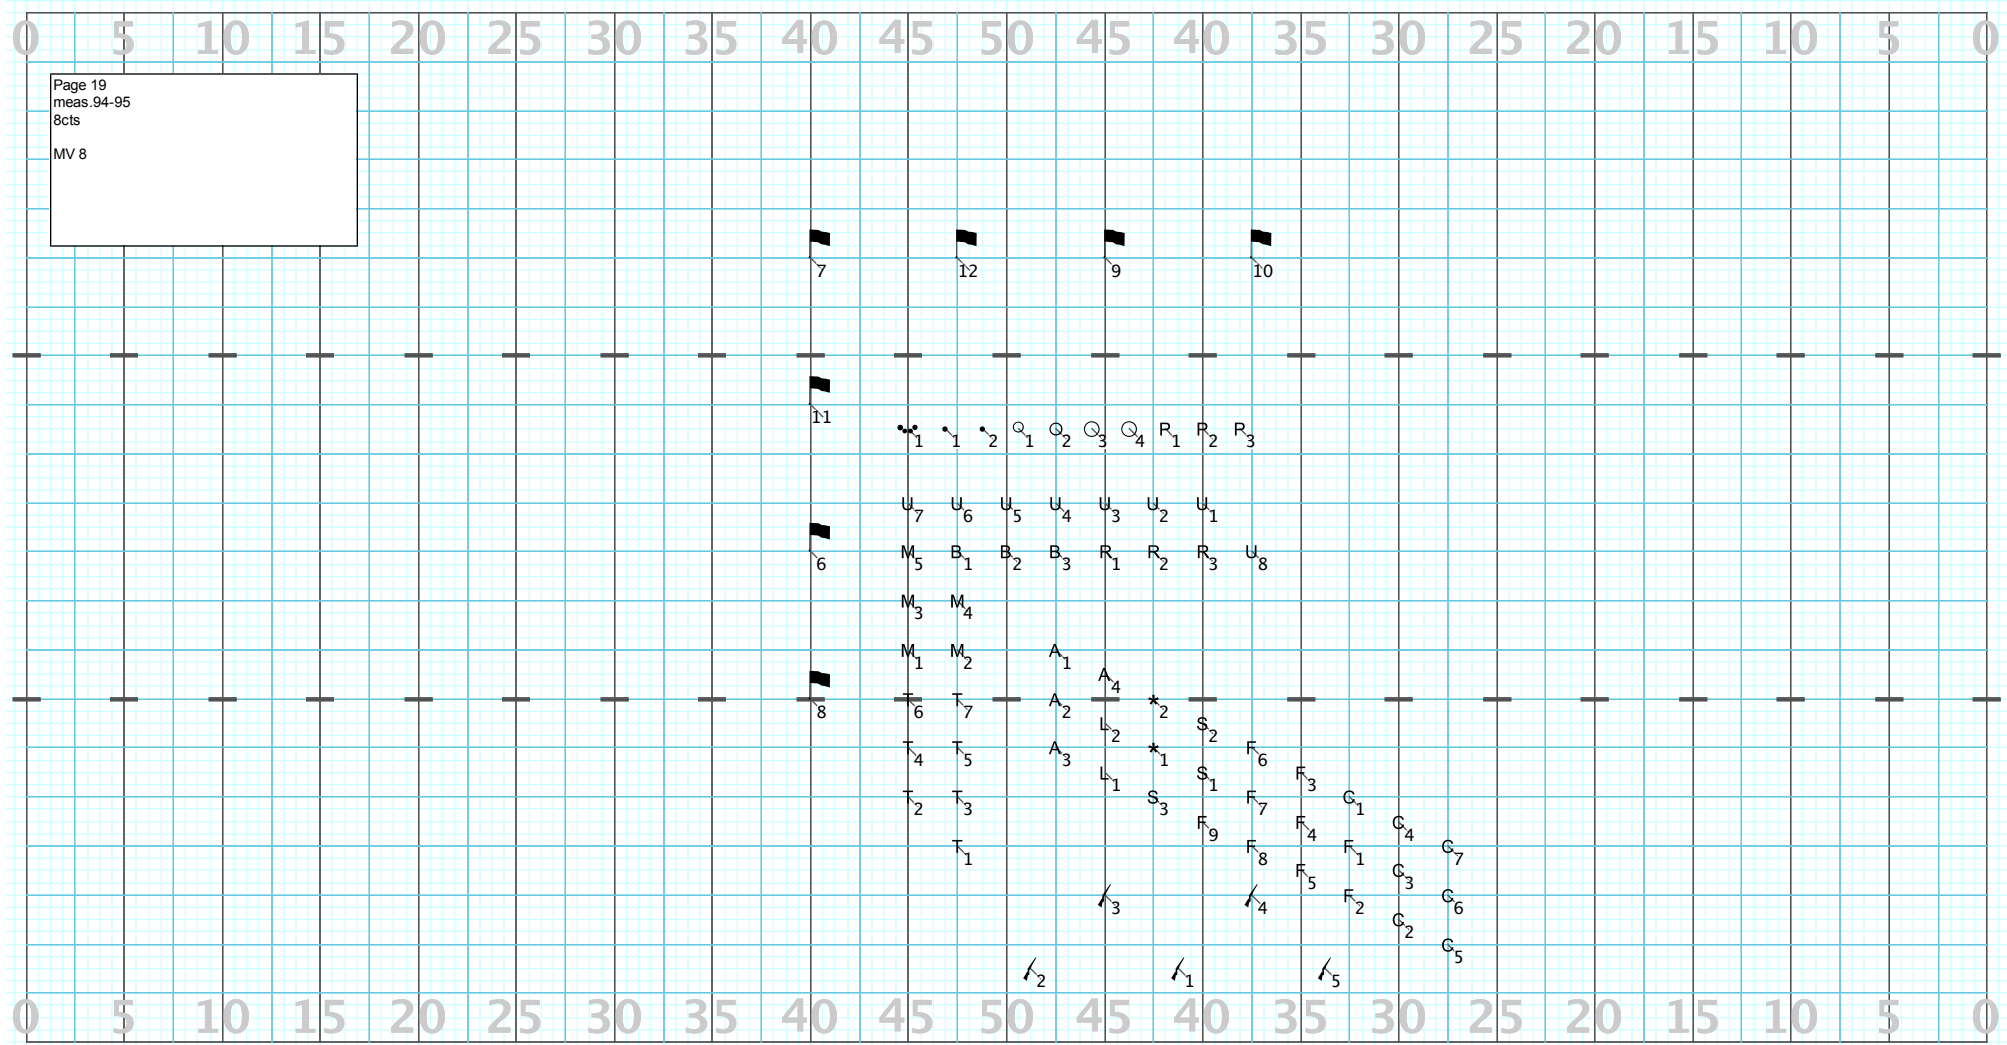 0 5 10 15 20 25 30 35 40 45 50 45 40 35 30 25 20 15 10 5 0
Page 19
meas.94-95
8cts
MV 8
7 12 9 10
11
1 1 2 1 2 3 4 R1 R2 R3
U7 U6 U5 U4 U3 U2 U1
6 M5 B1 B2 B3 R1 R2 R3 U8
M3 M4
M1 M2 A1
A4
8 T6 T7 A2 *2
L2 S2
T4 T5 A3 *1 F6
L1 S1 F3
T2 T3 S3 F7 C1
F9 F4 C4
T1 F8 F1 C7
F5 C3
3 4 F2 C6
C2
C5
2 1 5
0 5 10 15 20 25 30 35 40 45 50 45 40 35 30 25 20 15 10 5 0